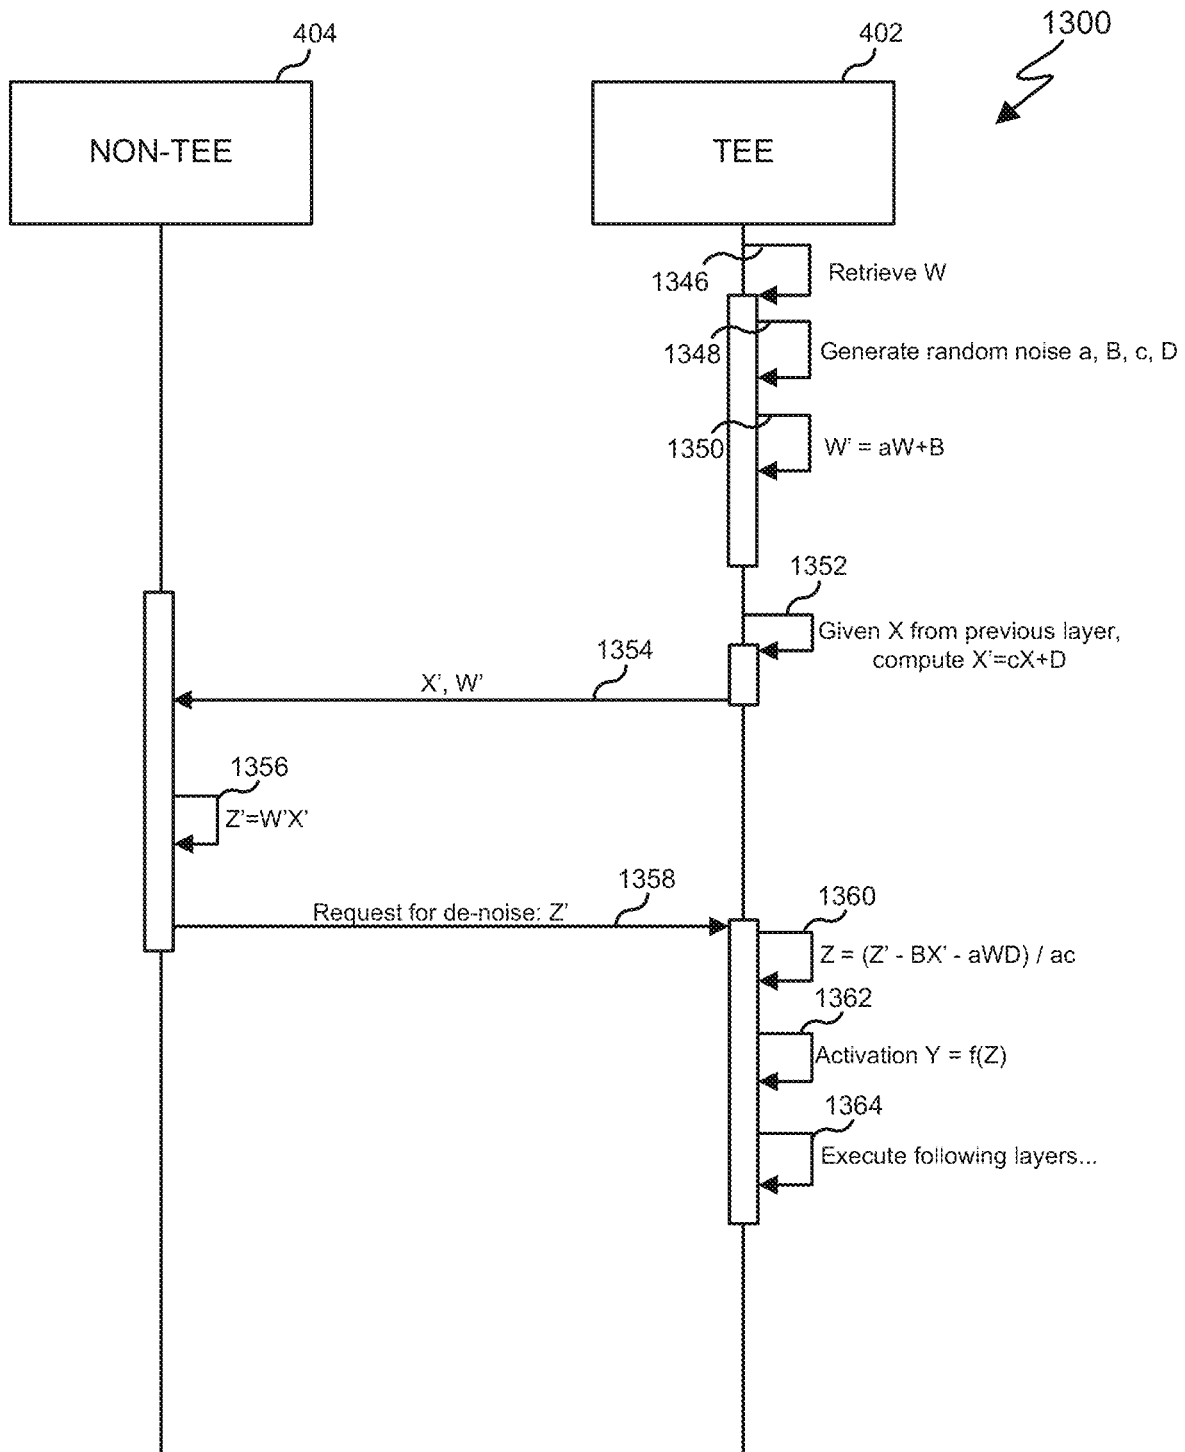 1300
404
402
NON-TEE
TEE
1346
Retrieve W
1348
Generate random noise a, B, c, D
1350
W' = aW+B
1352
Given X from previous layer,
compute X'=cX+D
1354
X', W'
1356
Z'=W'X'
1358
Request for de-noise: Z'
1360
Z = (Z' - BX' - aWD) / ac
1362
Activation Y = f(Z)
1364
Execute following layers...